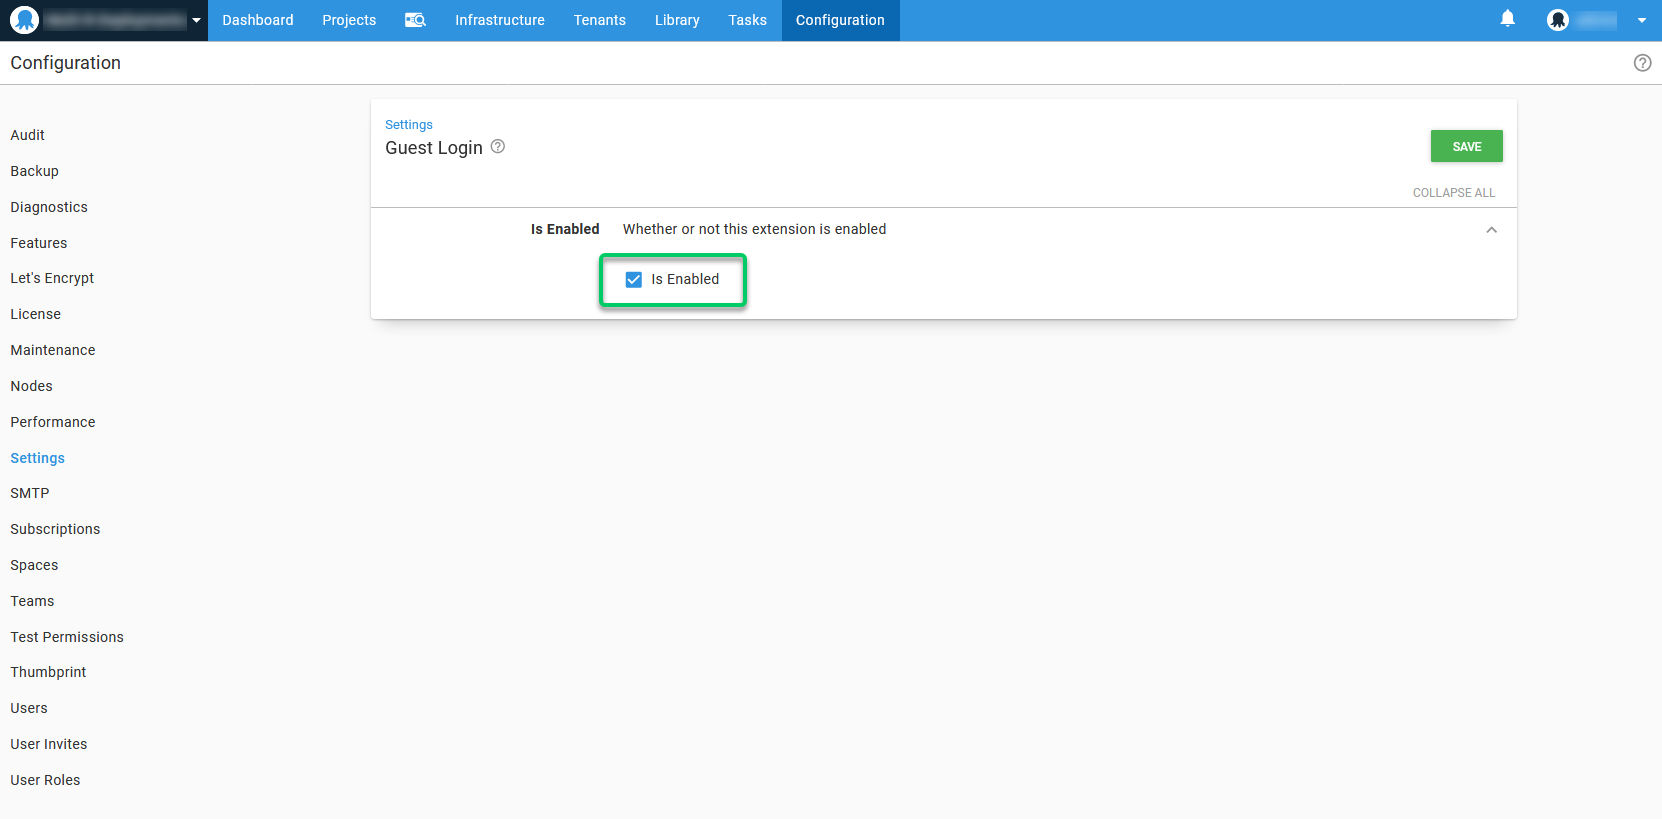 Dashboard Projects Infrastructure Tenants Library Tasks Configuration
Configuration
Audit
Backup
Diagnostics
Features
Let's Encrypt
License
Maintenance
Nodes
Performance
Settings
SMTP
Subscriptions
Spaces
Teams
Test Permissions
Thumbprint
Users
User Invites
User Roles
Settings
Guest Login
SAVE
COLLAPSE ALL
Is Enabled Whether or not this extension is enabled
Is Enabled